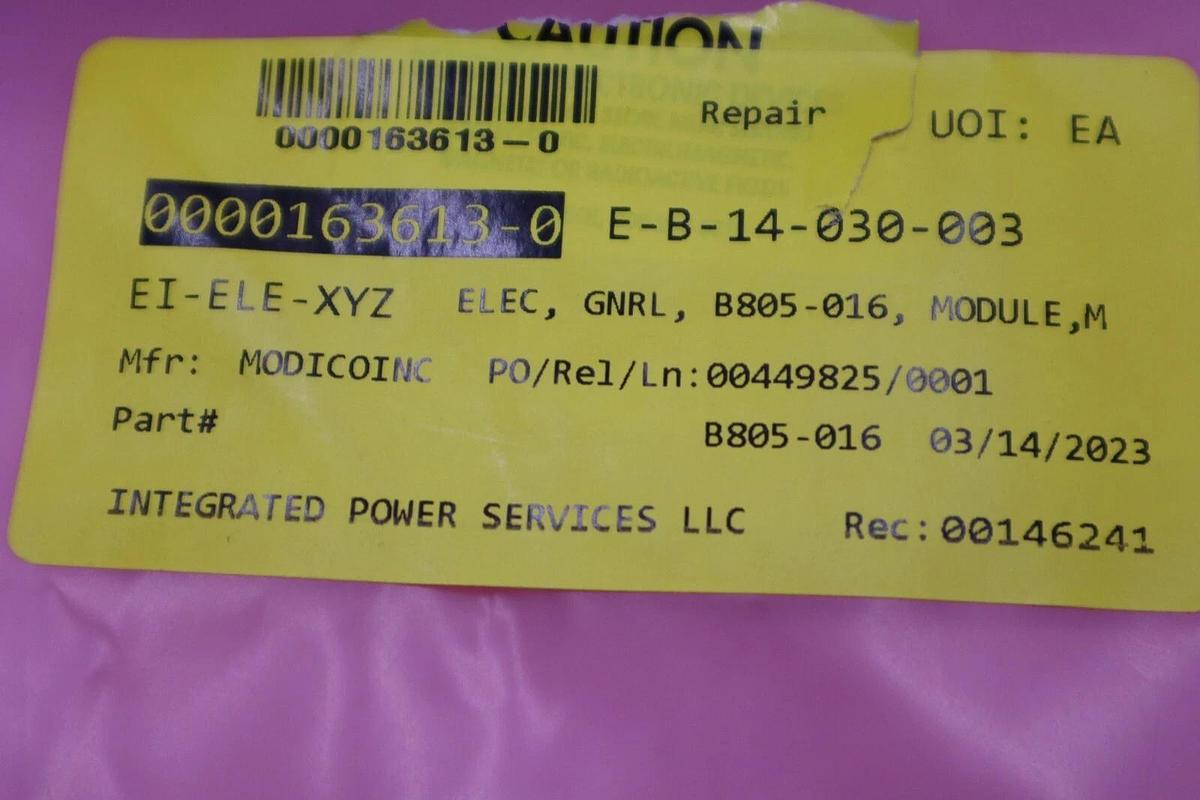 CAUTION
Repair UOI: EA
0000163613-0
0000163613-0 E-B-14-030-003
EI-ELE-XYZ ELEC, GNRL, B805-016, MODULE,M
Mfr: MODICOINC PO/Rel/Ln:00449825/0001
Part# B805-016 03/14/2023
INTEGRATED POWER SERVICES LLC Rec:00146241